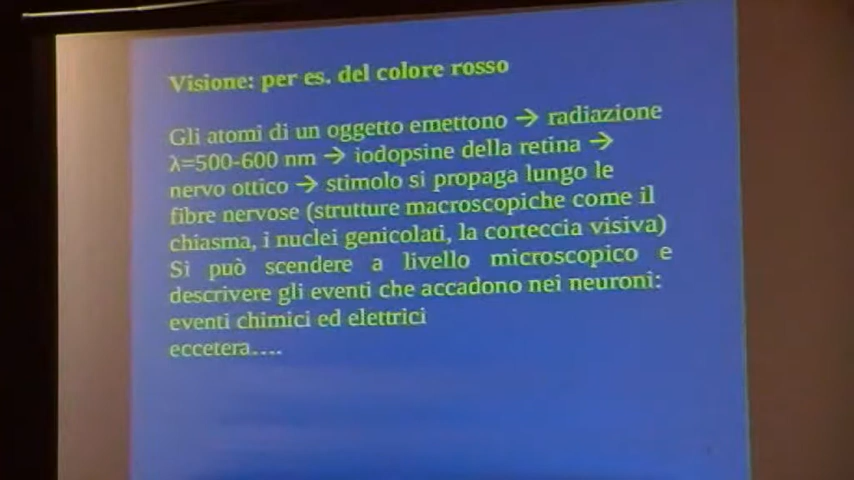 Visione: per es. del colore rosso
Gli atomi di un oggetto emettono → radiazione
λ=500-600 nm → iodopsine della retina →
nervo ottico → stimolo si propaga lungo le
fibre nervose (strutture macroscopiche come il
chiasma, i nuclei genicolati, la corteccia visiva)
Si può scendere a livello microscopico e
descrivere gli eventi che accadono nei neuroni:
eventi chimici ed elettrici
eccetera....